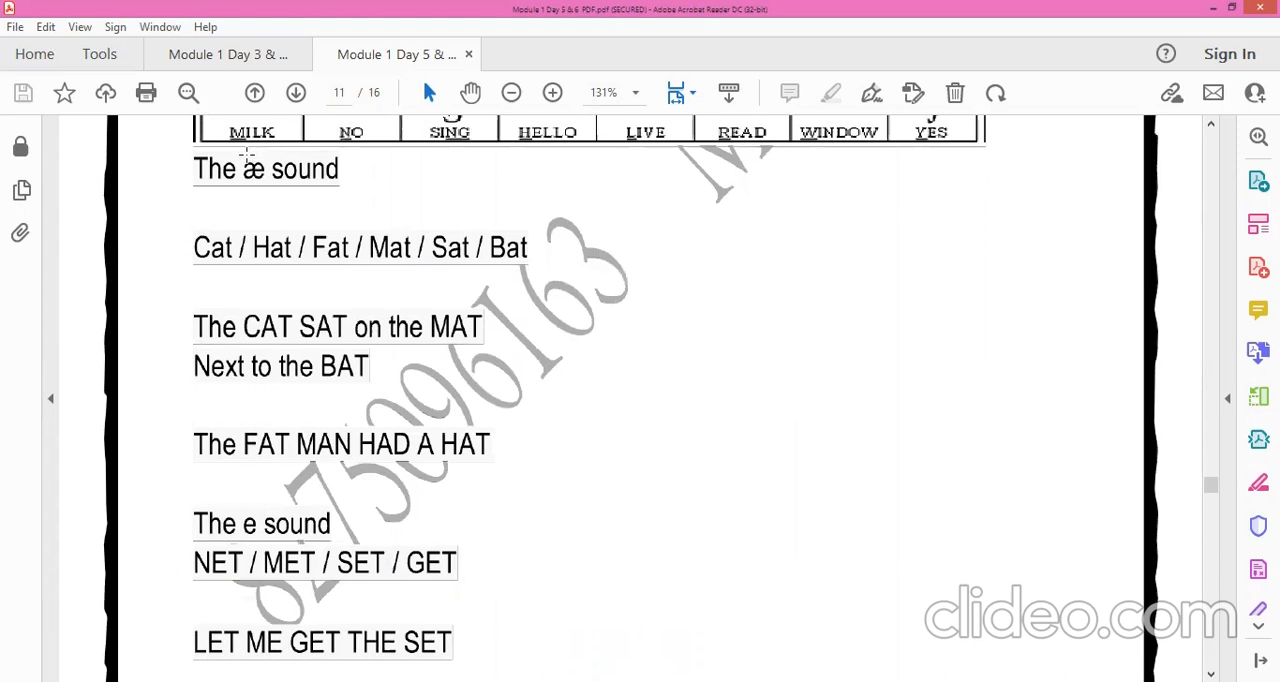 Module 1 Day 5 & 6 PDF.pdf (SECURED) - Adobe Acrobat Reader DC (32-bit)
File Edit View Sign Window Help
Home Tools Module 1 Day 3 & ... Module 1 Day 5 & ... × Sign In
11 / 16 131%
MILK NO SING HELLO LIVE READ WINDOW YES
The æ sound
Cat / Hat / Fat / Mat / Sat / Bat
The CAT SAT on the MAT
Next to the BAT
The FAT MAN HAD A HAT
The e sound
NET / MET / SET / GET
LET ME GET THE SET
8275096163
clideo.com